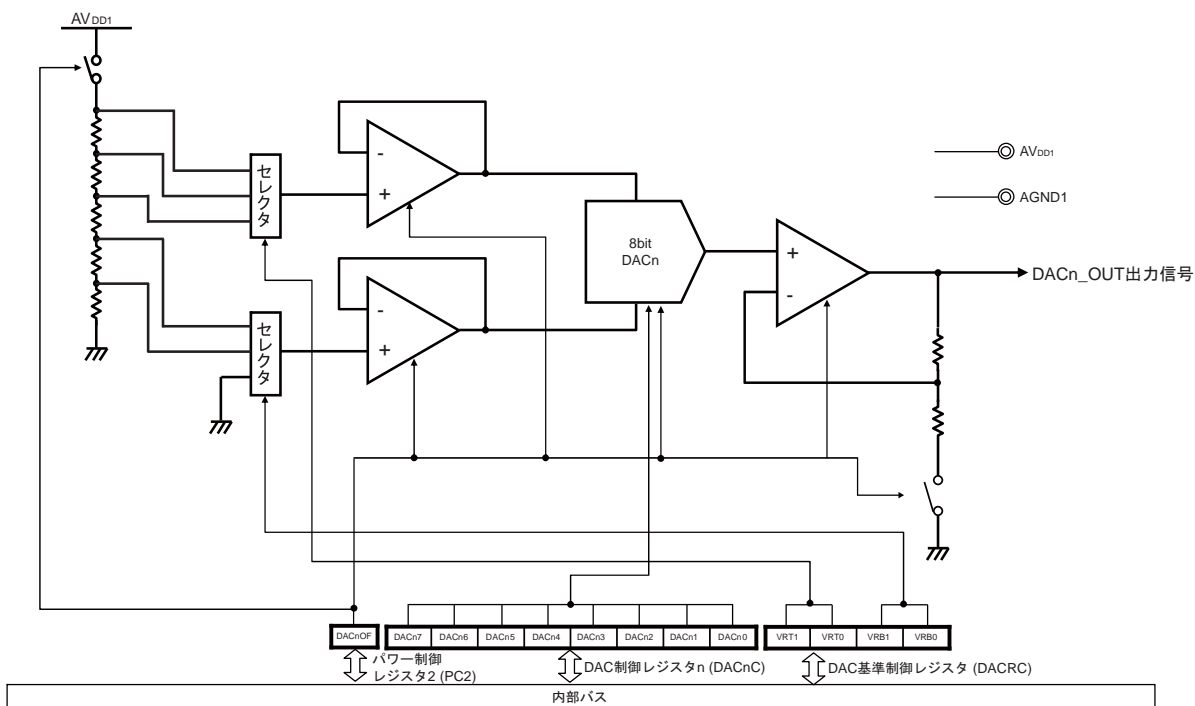 AVDD1
セレクタ
-
+
8bit
DACn
+
-
AVDD1
AGND1
DACn_OUT出力信号
セレクタ
-
+
DACnOF
DACn7
DACn6
DACn5
DACn4
DACn3
DACn2
DACn1
DACn0
VRT1
VRT0
VRB1
VRB0
パワー制御
レジスタ2 (PC2)
DAC制御レジスタn (DACnC)
DAC基準制御レジスタ (DACRC)
内部バス